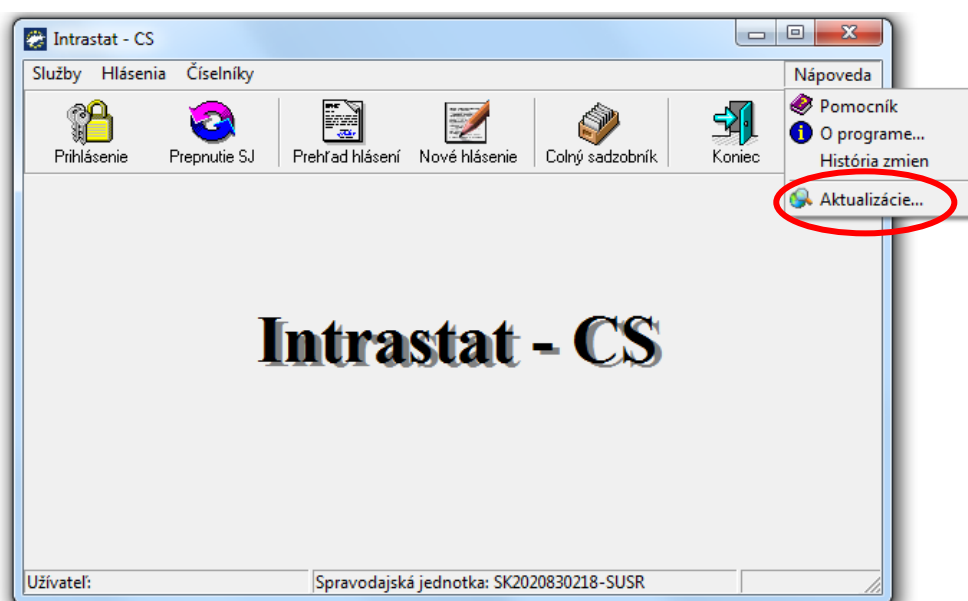 Intrastat - CS
Služby Hlásenia Číselníky Nápoveda
Prihlásenie Prepnutie SJ Prehľad hlásení Nové hlásenie Colný sadzobník Koniec
Pomocník
O programe...
História zmien
Aktualizácie...
Intrastat - CS
Užívateľ: Spravodajská jednotka: SK2020830218-SUSR